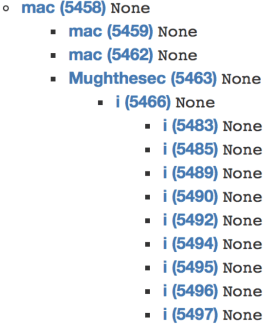 mac (5458) None
mac (5459) None
mac (5462) None
Mughthesec (5463) None
i (5466) None
i (5483) None
i (5485) None
i (5489) None
i (5490) None
i (5492) None
i (5494) None
i (5495) None
i (5496) None
i (5497) None